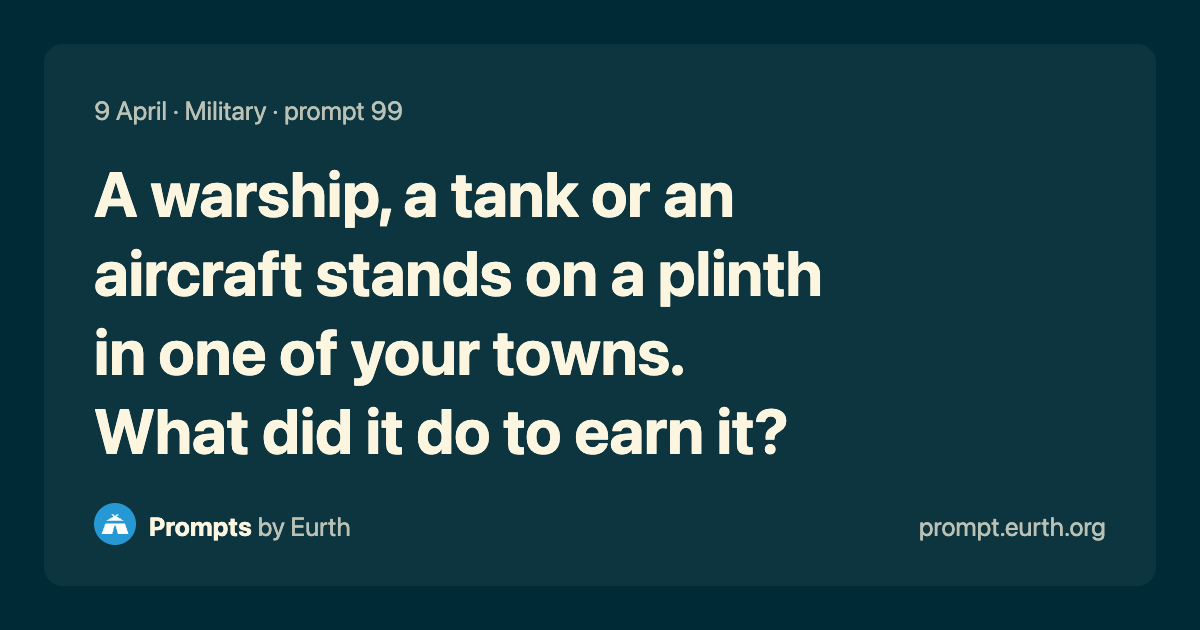 9 April · Military · prompt 99
A warship, a tank or an
aircraft stands on a plinth
in one of your towns.
What did it do to earn it?
Prompts by Eurth
prompt.eurth.org